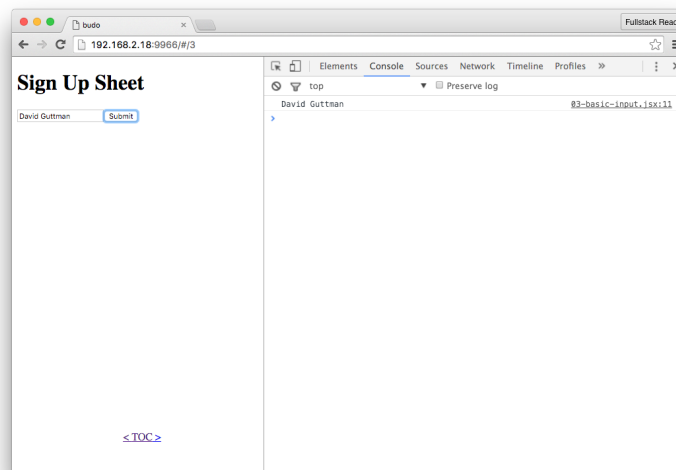 budo
Fullstack Reac
192.168.2.18:9966/#/3
Elements Console Sources Network Timeline Profiles »
top Preserve log
Sign Up Sheet
David Guttman Submit
David Guttman 03-basic-input.jsx:11
>
< TOC >